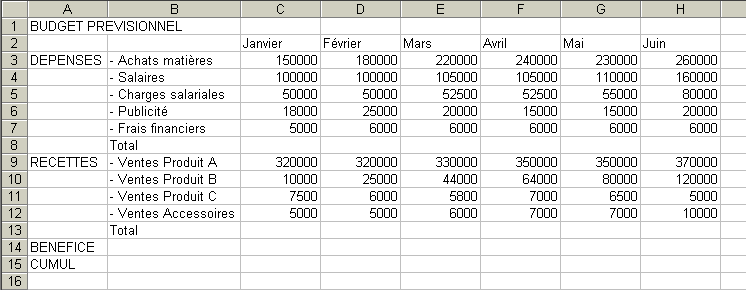 A B C D E F G H
1 BUDGET PREVISIONNEL
2 Janvier Février Mars Avril Mai Juin
3 DEPENSES - Achats matières 150000 180000 220000 240000 230000 260000
4 - Salaires 100000 100000 105000 105000 110000 160000
5 - Charges salariales 50000 50000 52500 52500 55000 80000
6 - Publicité 18000 25000 20000 15000 15000 20000
7 - Frais financiers 5000 6000 6000 6000 6000 6000
8 Total
9 RECETTES - Ventes Produit A 320000 320000 330000 350000 350000 370000
10 - Ventes Produit B 10000 25000 44000 64000 80000 120000
11 - Ventes Produit C 7500 6000 5800 7000 6500 5000
12 - Ventes Accessoires 5000 5000 6000 7000 7000 10000
13 Total
14 BENEFICE
15 CUMUL
16